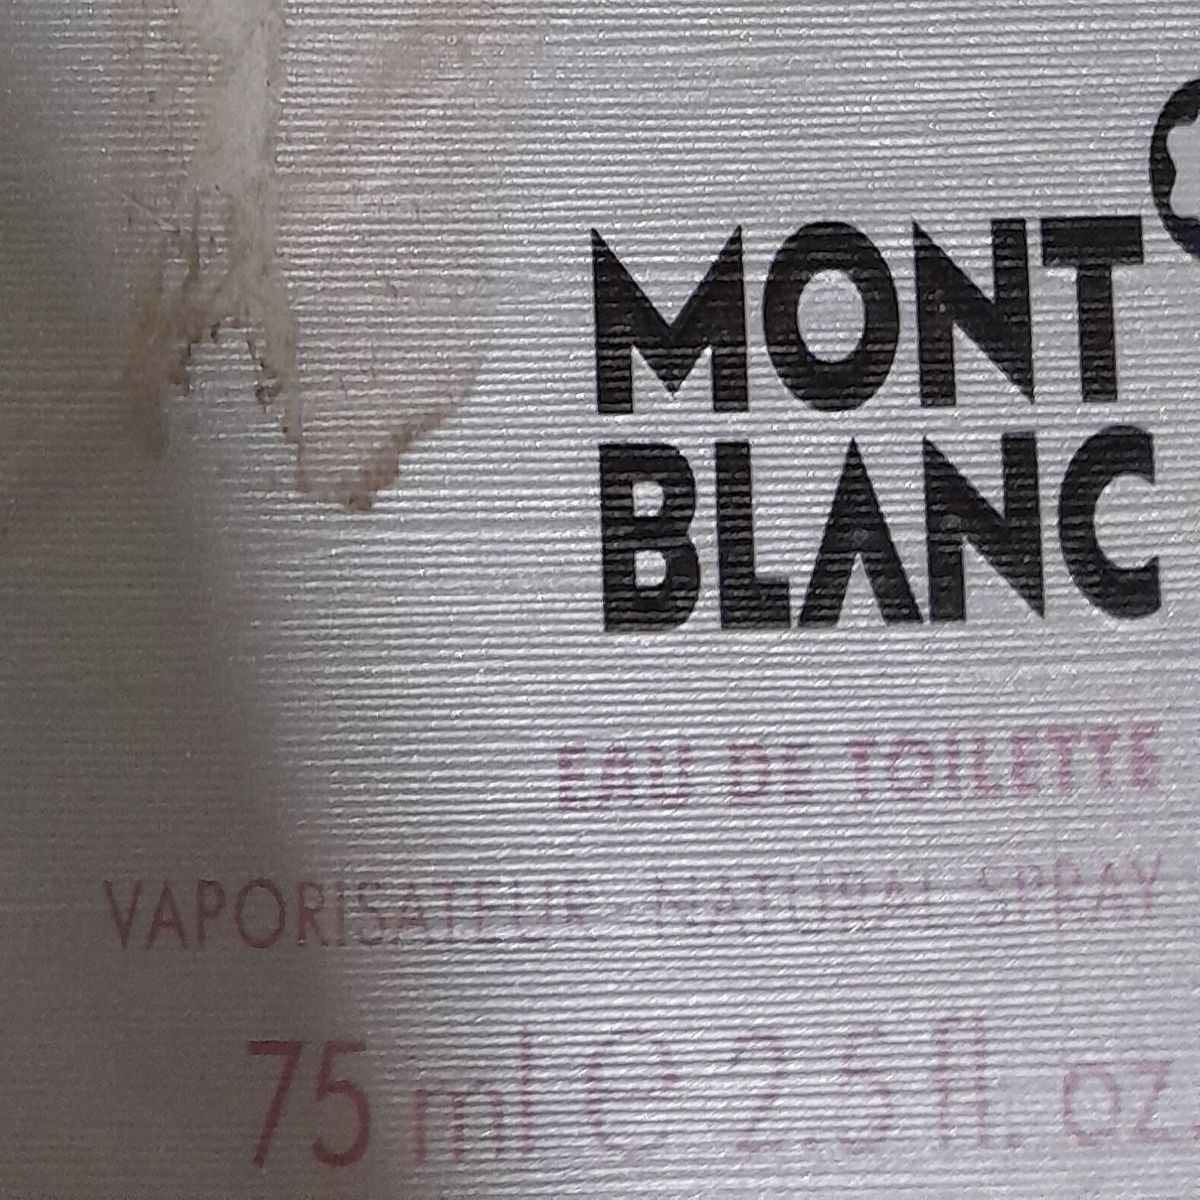 MONT
BLANC
EAU DE TOILETTE
VAPORISATEUR NATURAL SPRAY
75 ml ℮ 2.5 fl. oz.